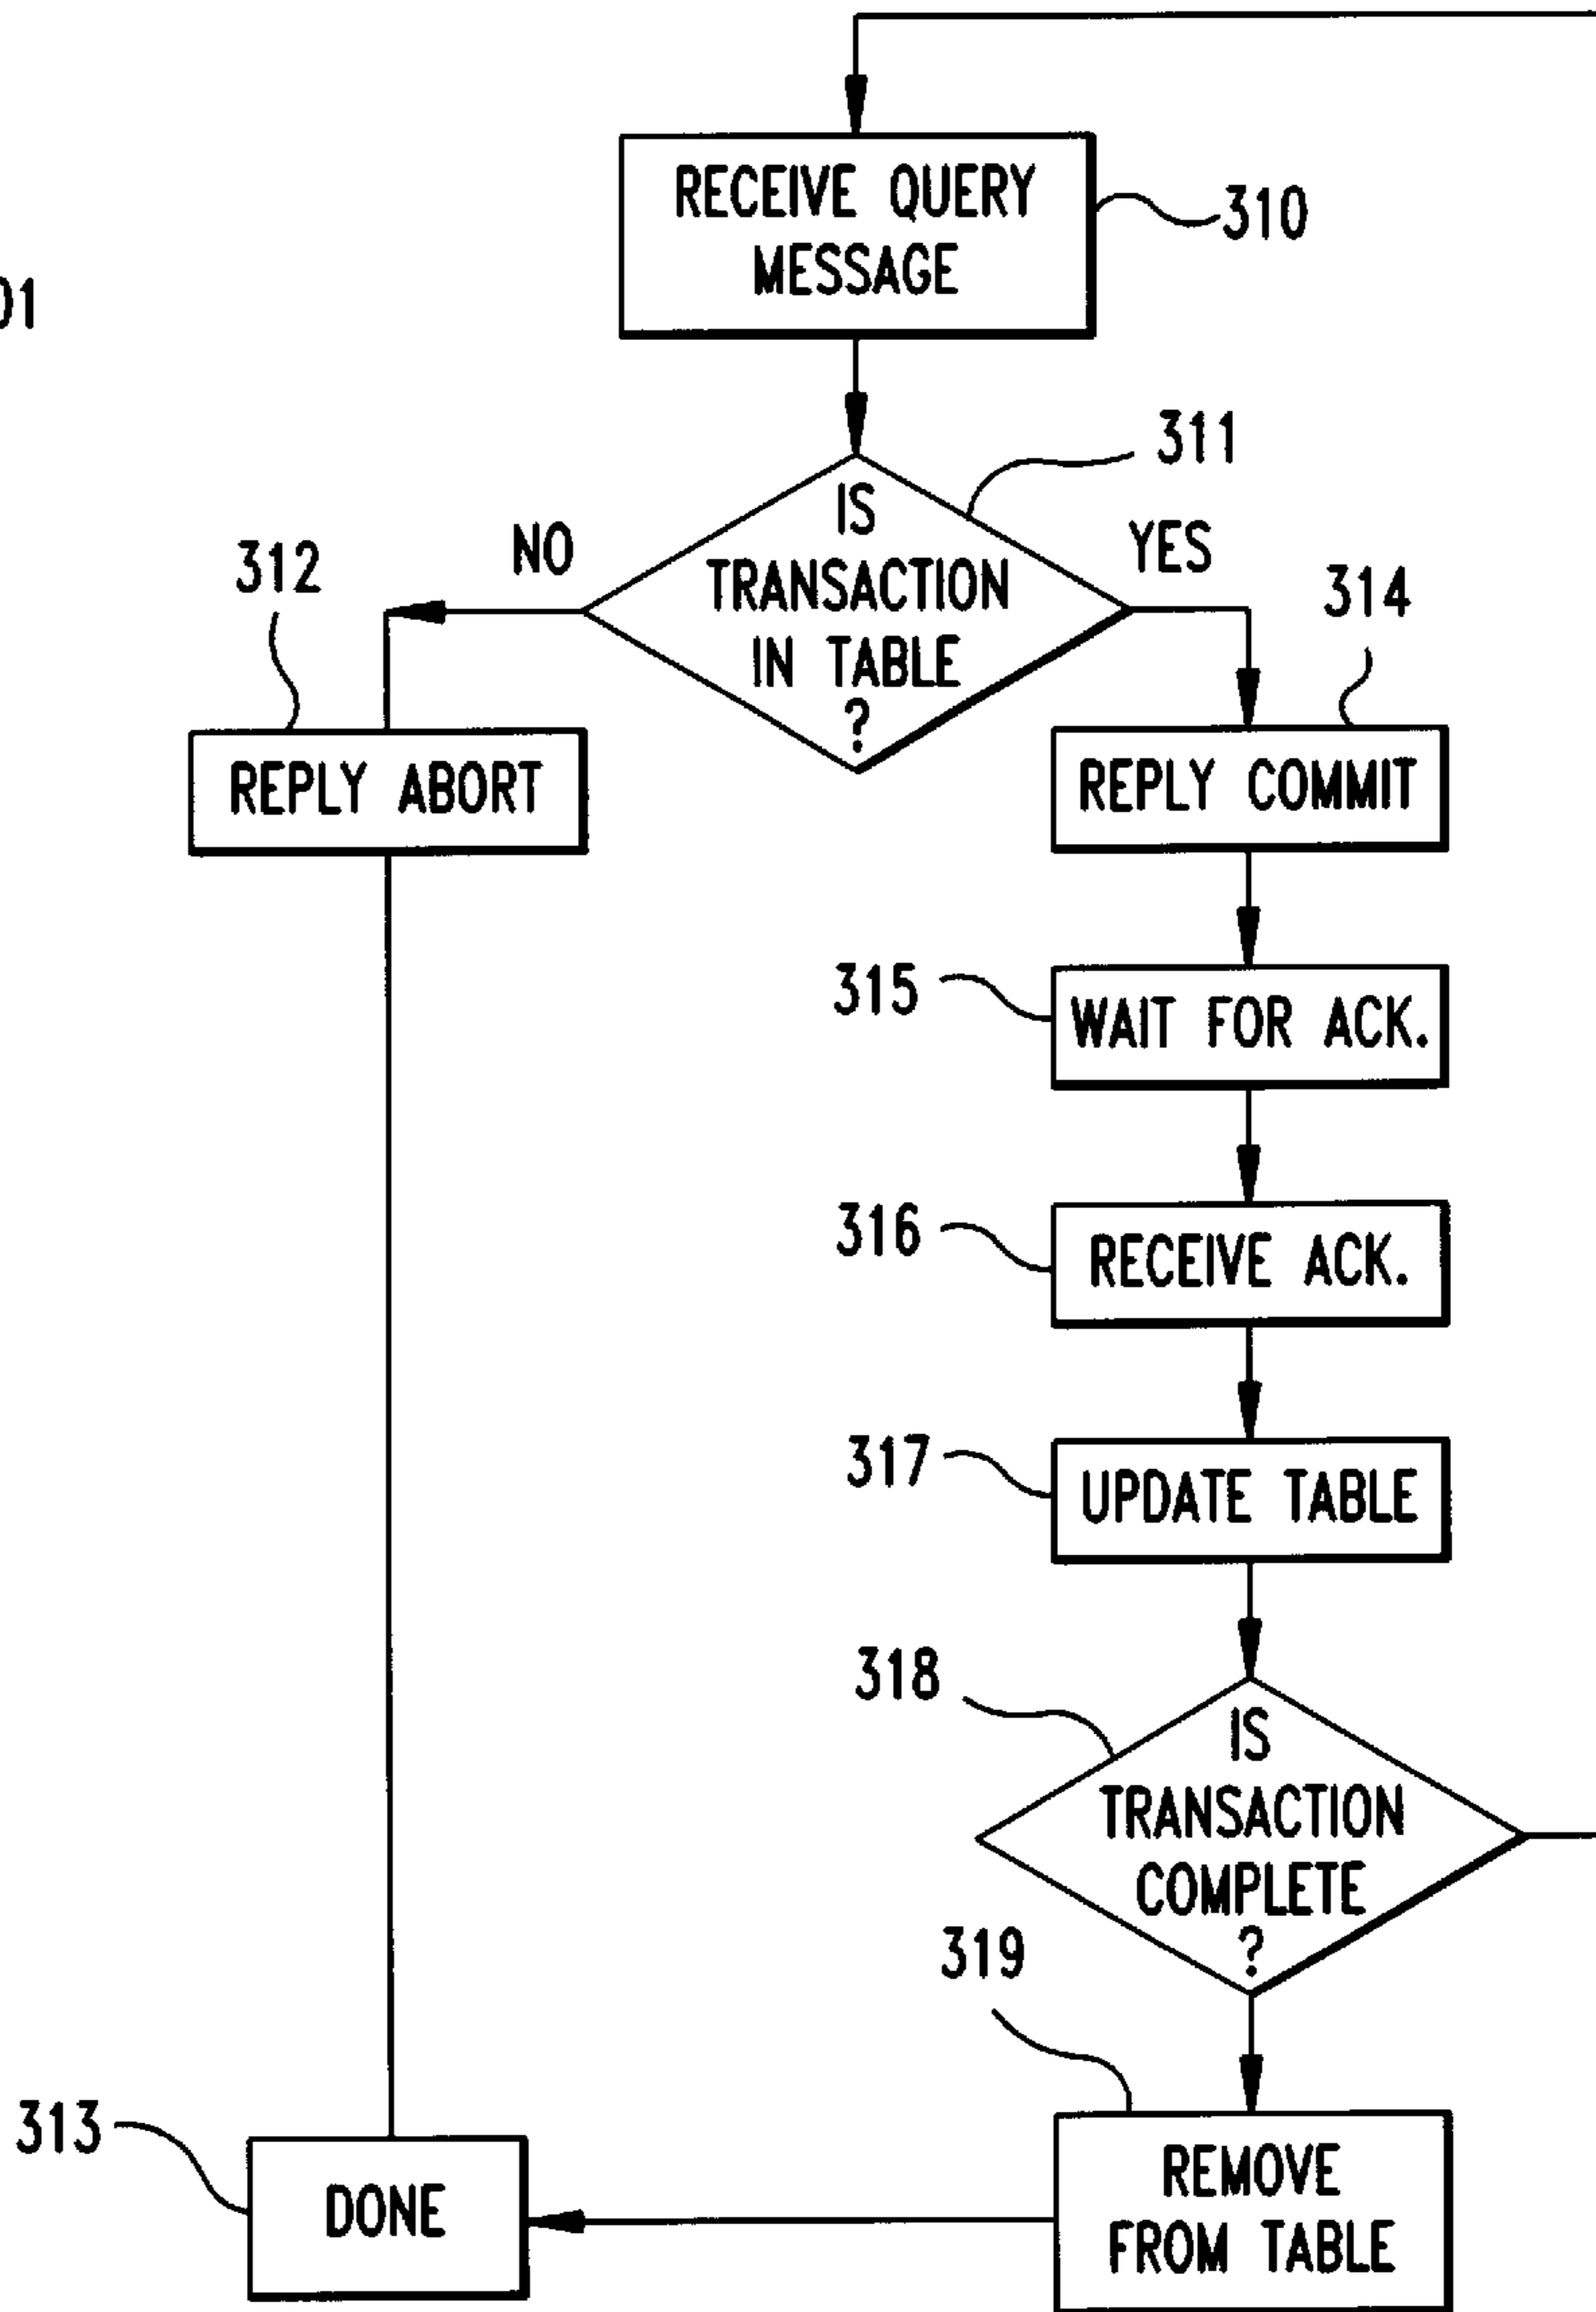 RECEIVE QUERY
MESSAGE
310
01
311
IS
TRANSACTION
IN TABLE
?
NO
YES
312
314
REPLY ABORT
REPLY COMMIT
315
WAIT FOR ACK.
316
RECEIVE ACK.
317
UPDATE TABLE
318
IS
TRANSACTION
COMPLETE
?
319
REMOVE
FROM TABLE
313
DONE